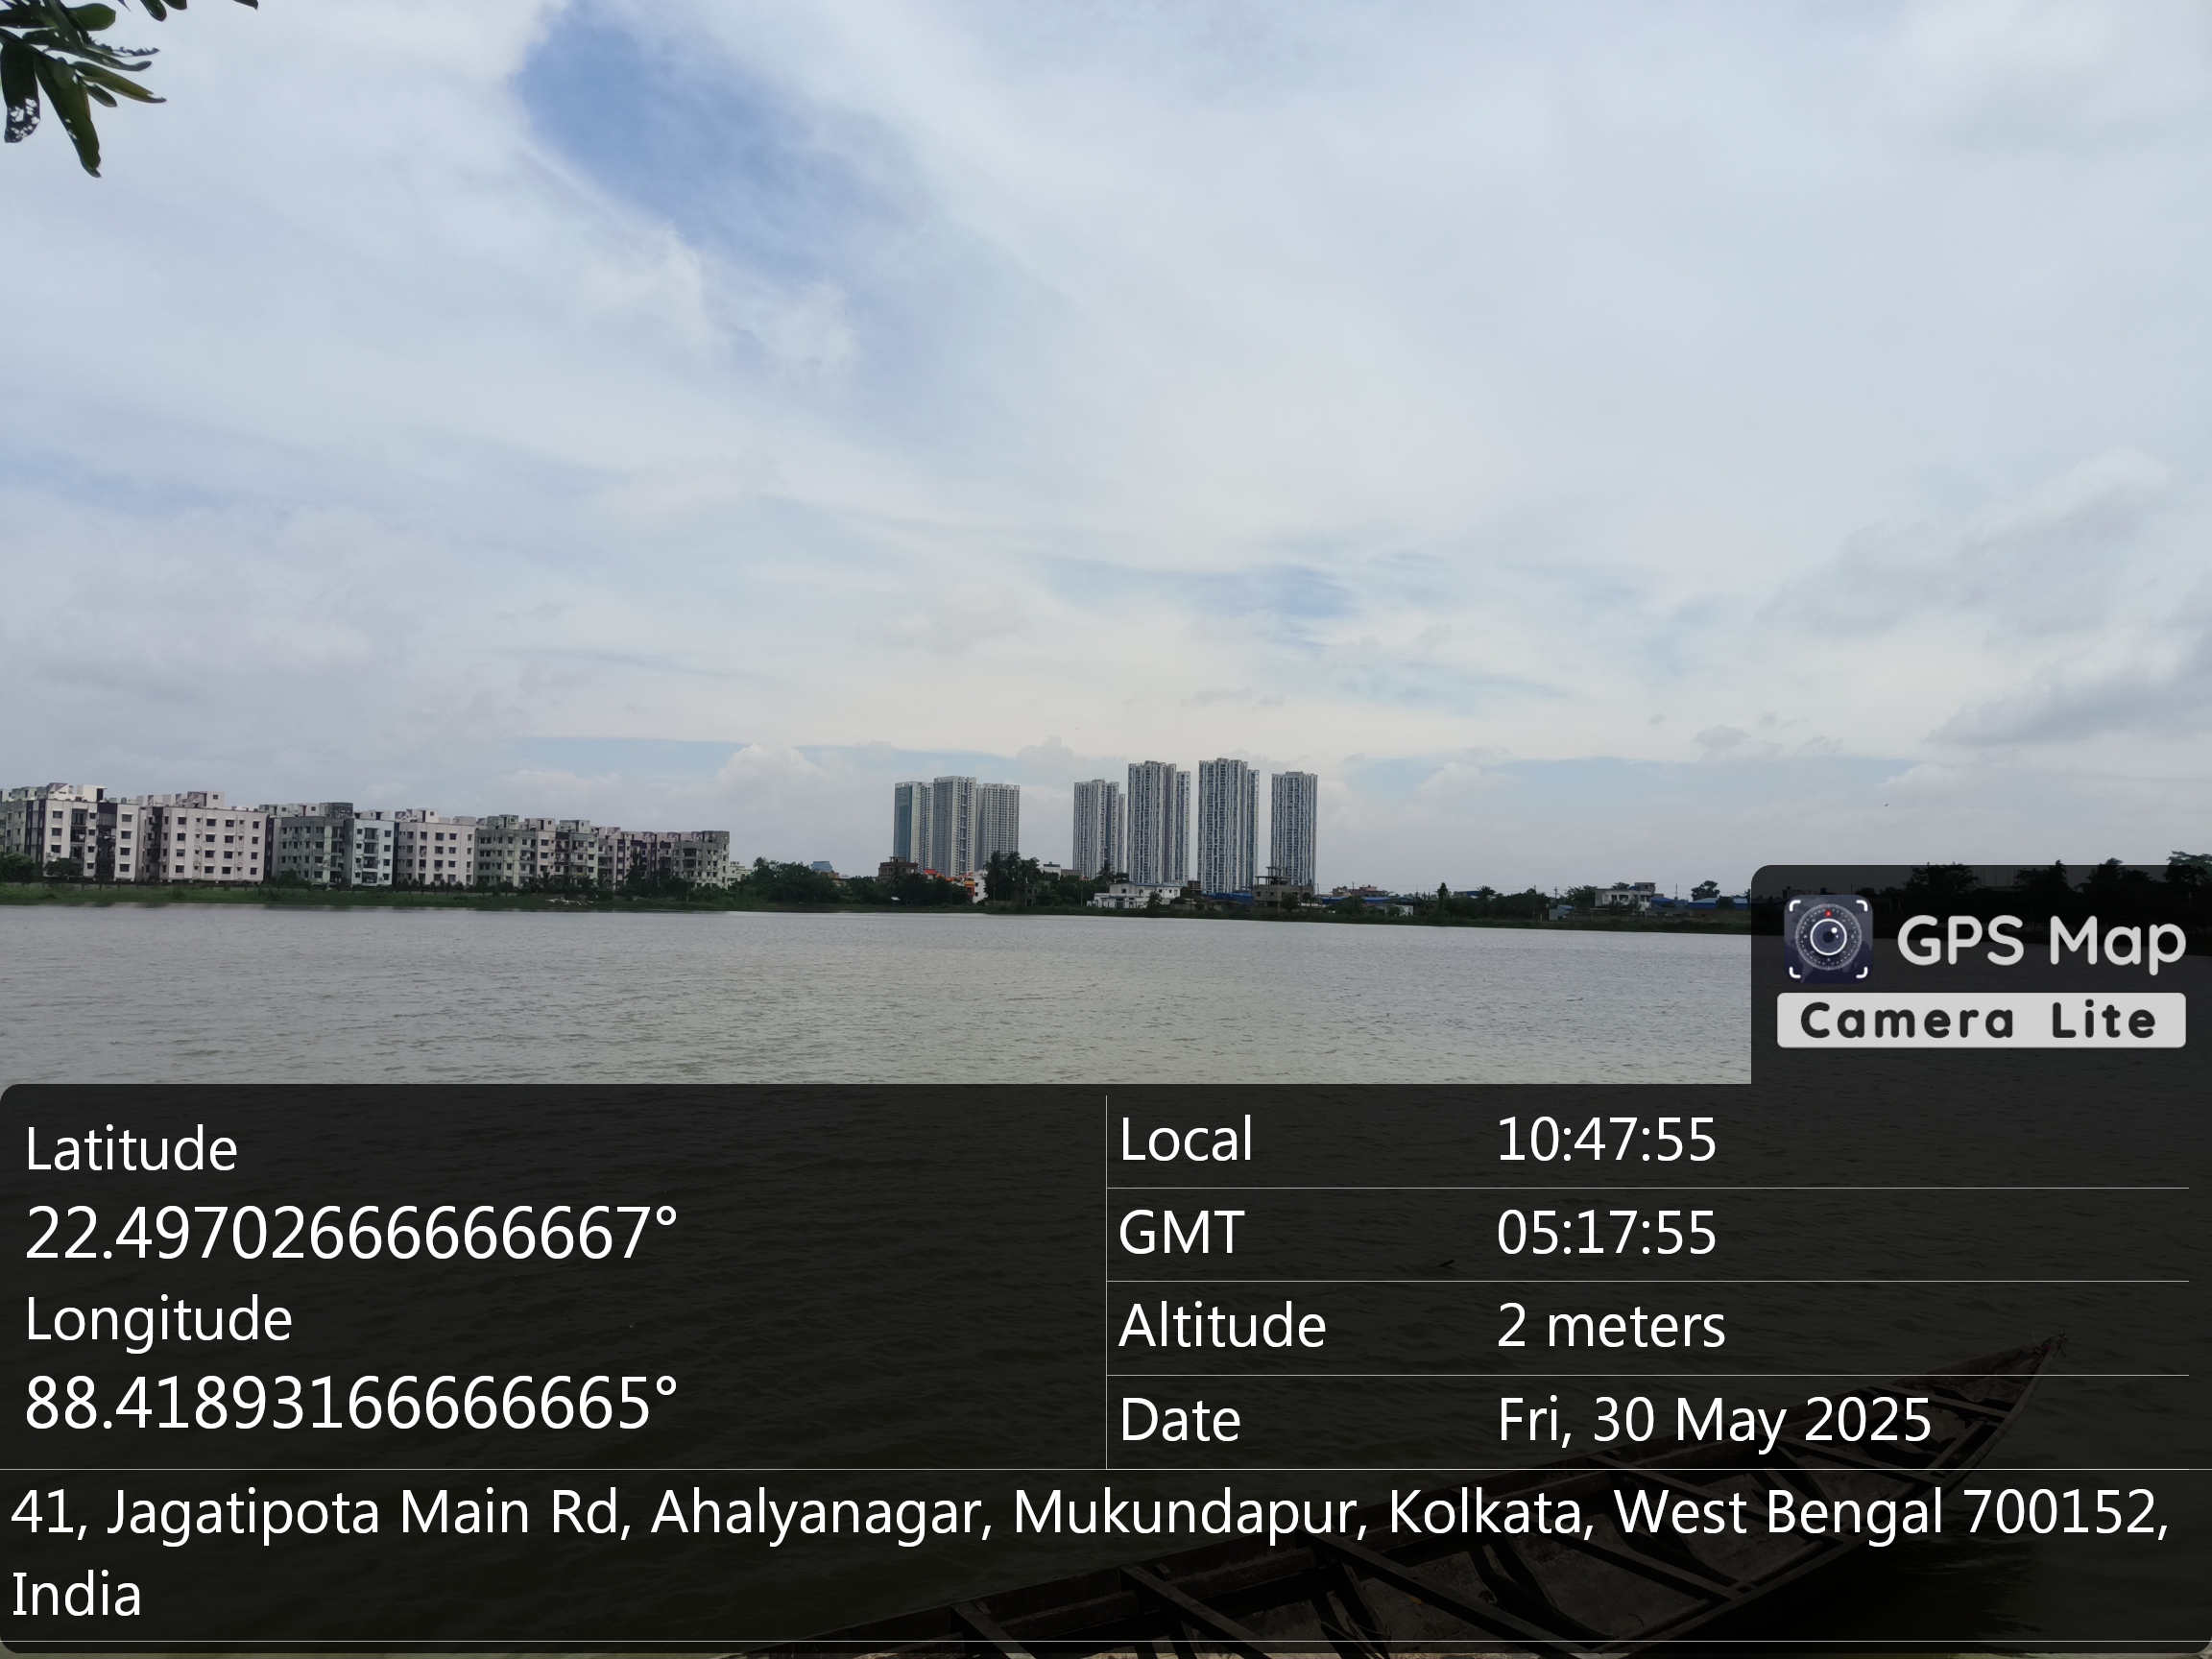 GPS Map
Camera Lite
Latitude
22.49702666666667°
Longitude
88.41893166666665°
Local 10:47:55
GMT 05:17:55
Altitude 2 meters
Date Fri, 30 May 2025
41, Jagatipota Main Rd, Ahalyanagar, Mukundapur, Kolkata, West Bengal 700152,
India